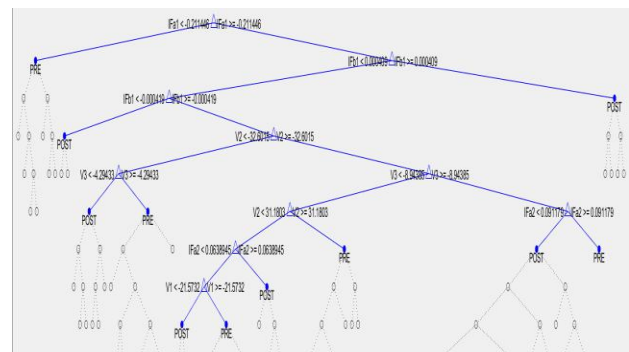 IFa1 < -0.211446 IFa1 >= -0.211446
PRE
IFb1 < 0.000409 IFb1 >= 0.000409
IFb1 < -0.000419 IFb1 >= -0.000419
POST
POST
V2 < -32.6015 V2 >= -32.6015
V3 < -4.29433 V3 >= -4.29433
V3 < -8.94385 V3 >= -8.94385
POST
PRE
V2 < 31.1803 V2 >= 31.1803
IFa2 < 0.091179 IFa2 >= 0.091179
IFa2 < 0.0638945 IFa2 >= 0.0638945
PRE
POST
PRE
V1 < -21.5732 V1 >= -21.5732
POST
POST
PRE